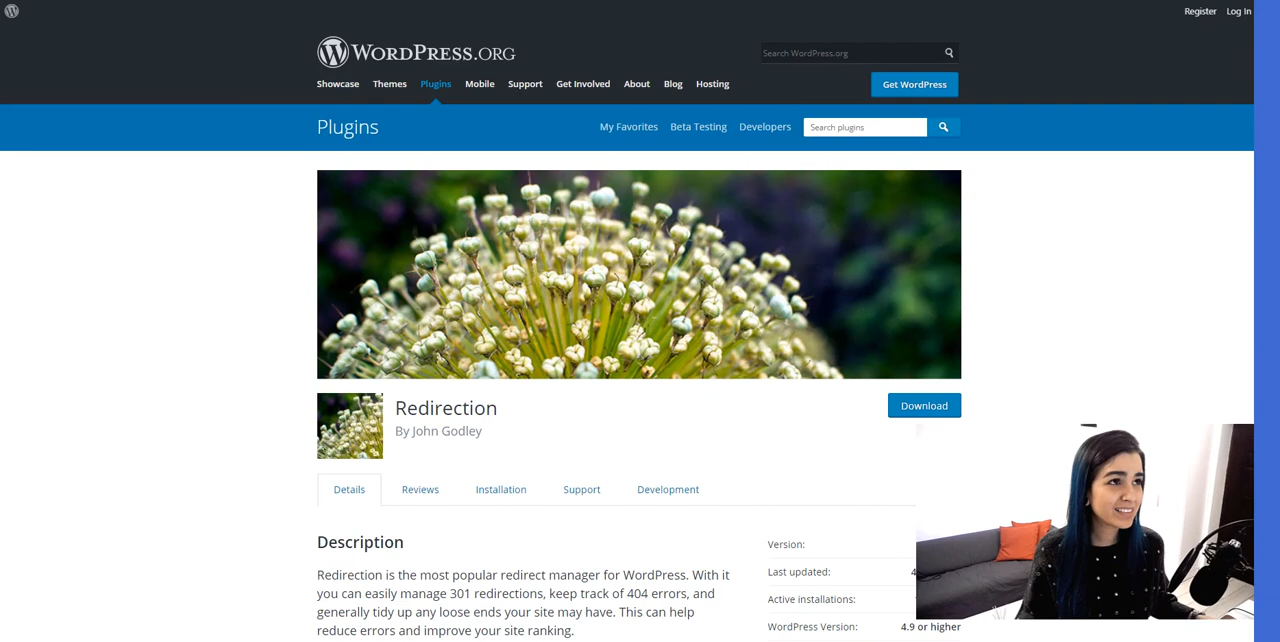 Register Log In
WORDPRESS.ORG
Search WordPress.org
Showcase Themes Plugins Mobile Support Get Involved About Blog Hosting
Get WordPress
Plugins
My Favorites Beta Testing Developers
Search plugins
Redirection
By John Godley
Download
Details Reviews Installation Support Development
Description
Redirection is the most popular redirect manager for WordPress. With it
you can easily manage 301 redirections, keep track of 404 errors, and
generally tidy up any loose ends your site may have. This can help
reduce errors and improve your site ranking.
Version:
Last updated: 4
Active installations:
WordPress Version: 4.9 or higher